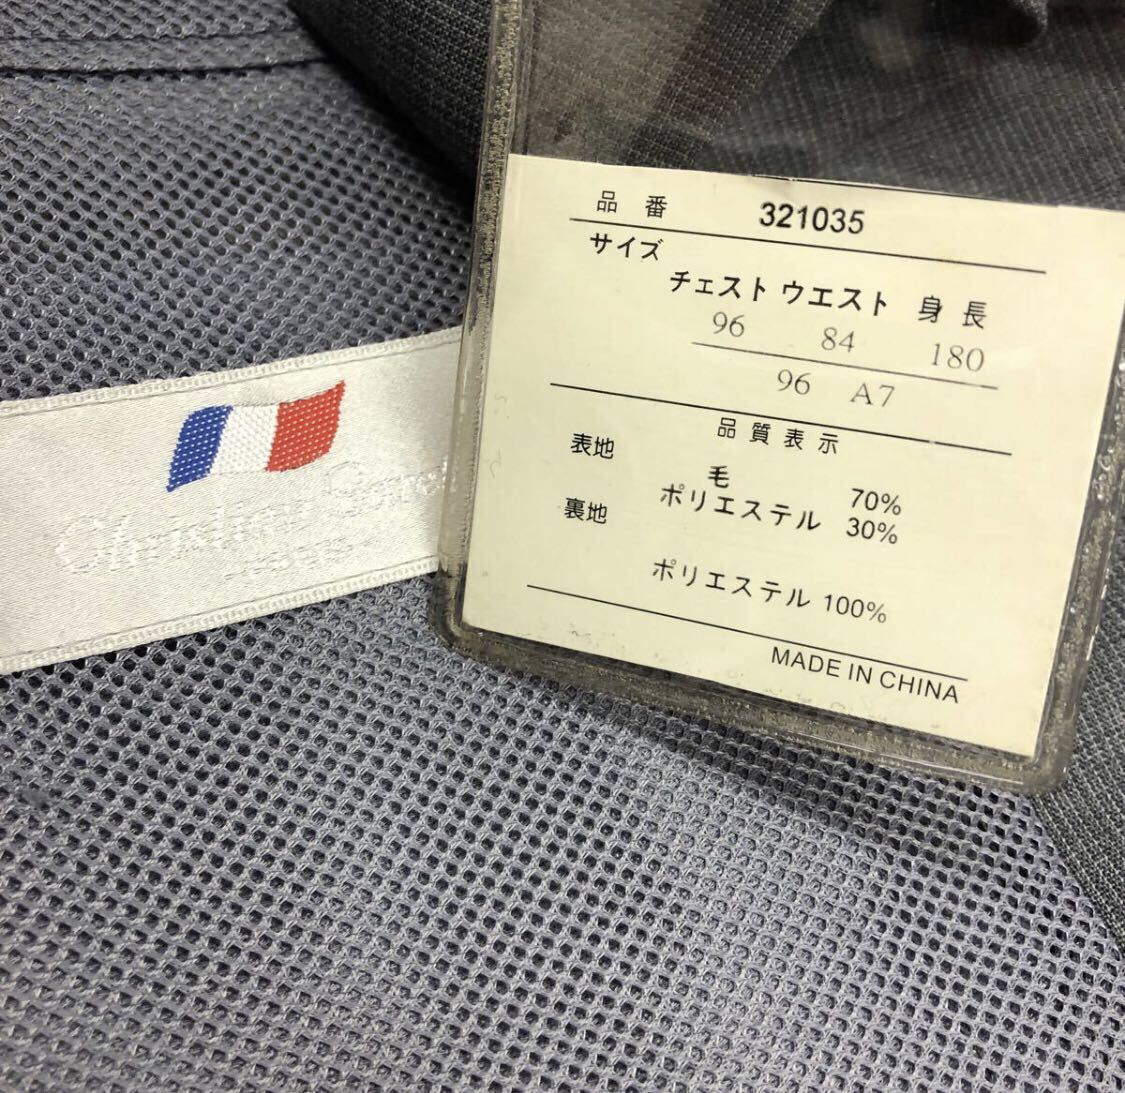 品番 321035
サイズ
チェスト ウエスト 身長
96 84 180
96 A7
品質表示
表地
毛 70%
ポリエステル 30%
裏地
ポリエステル 100%
MADE IN CHINA
Christian